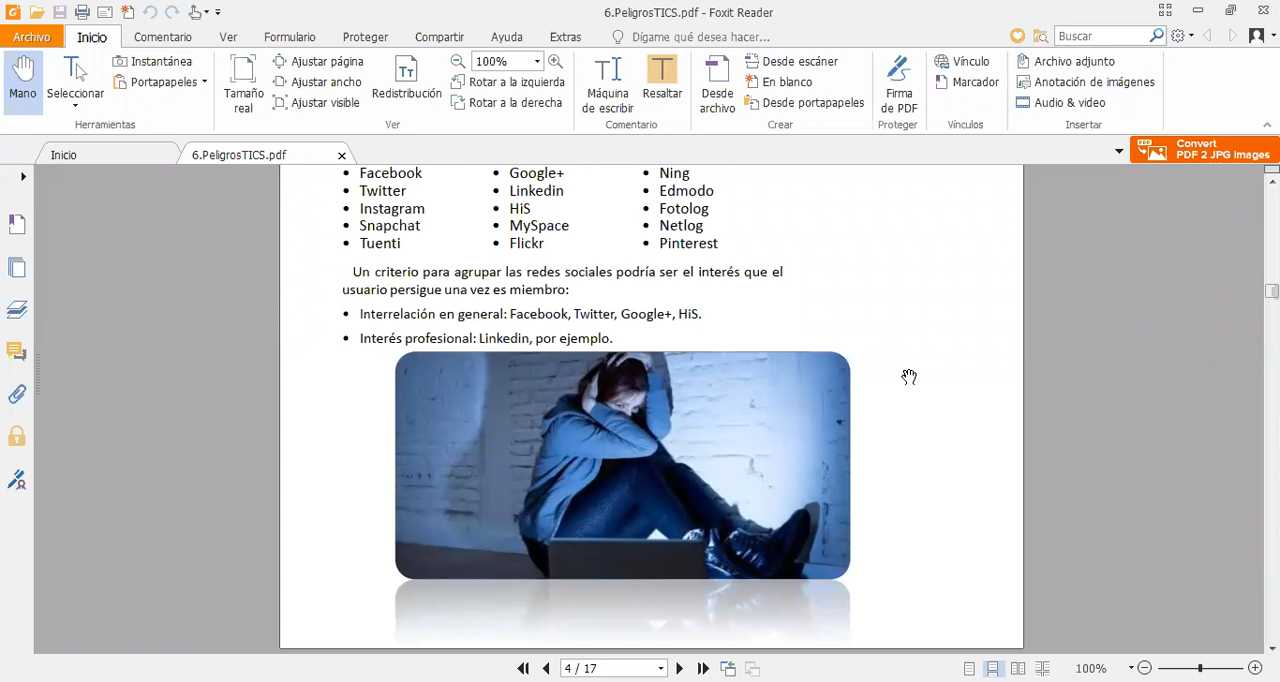 6.PeligrosTICS.pdf - Foxit Reader
Archivo Inicio Comentario Ver Formulario Proteger Compartir Ayuda Extras Dígame qué desea hacer... Buscar
Mano
Seleccionar
Instantánea
Portapapeles
Herramientas
Tamaño real
Ajustar página
Ajustar ancho
Ajustar visible
Redistribución
100%
Rotar a la izquierda
Rotar a la derecha
Ver
Máquina de escribir
Resaltar
Comentario
Desde archivo
Desde escáner
En blanco
Desde portapapeles
Crear
Firma de PDF
Proteger
Vínculo
Marcador
Vínculos
Archivo adjunto
Anotación de imágenes
Audio & video
Insertar
Inicio
6.PeligrosTICS.pdf
Convert
PDF 2 JPG Images
• Facebook • Google+ • Ning
• Twitter • Linkedin • Edmodo
• Instagram • HiS • Fotolog
• Snapchat • MySpace • Netlog
• Tuenti • Flickr • Pinterest
Un criterio para agrupar las redes sociales podría ser el interés que el
usuario persigue una vez es miembro:
• Interrelación en general: Facebook, Twitter, Google+, HiS.
• Interés profesional: Linkedin, por ejemplo.
4 / 17
100%